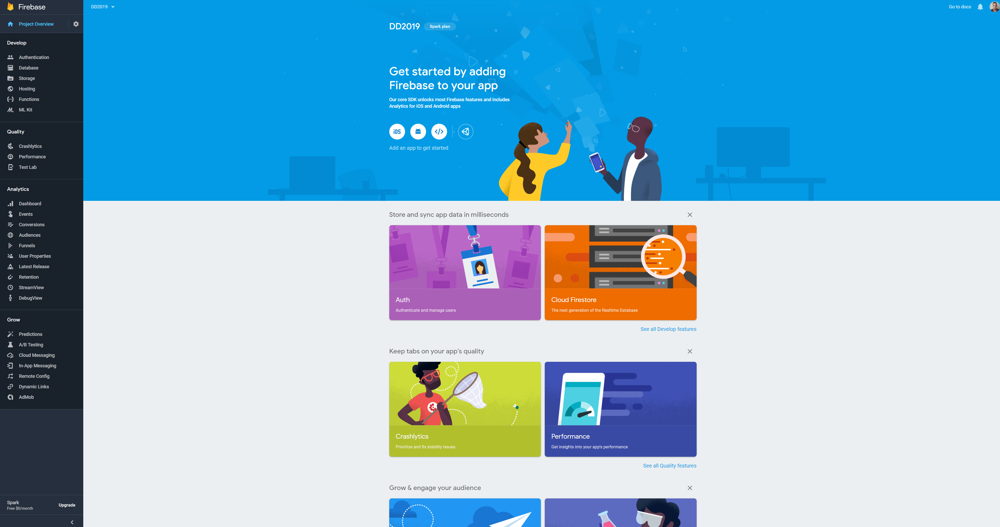 Firebase
Project Overview
Develop
Authentication
Database
Storage
Hosting
Functions
ML Kit
Quality
Crashlytics
Performance
Test Lab
Analytics
Dashboard
Events
Conversions
Audiences
Funnels
User Properties
Latest Release
Retention
StreamView
DebugView
Grow
Predictions
A/B Testing
Cloud Messaging
In-App Messaging
Remote Config
Dynamic Links
AdMob
Spark
Free $0/month
Upgrade
DD2019
Go to docs
DD2019 Spark plan
Get started by adding
Firebase to your app
Our core SDK unlocks most Firebase features and includes
Analytics for iOS and Android apps
iOS
Add an app to get started
Store and sync app data in milliseconds
Auth
Authenticate and manage users
Cloud Firestore
The next generation of the Realtime Database
See all Develop features
Keep tabs on your app’s quality
Crashlytics
Prioritize and fix stability issues
Performance
Get insights into your app’s performance
See all Quality features
Grow & engage your audience